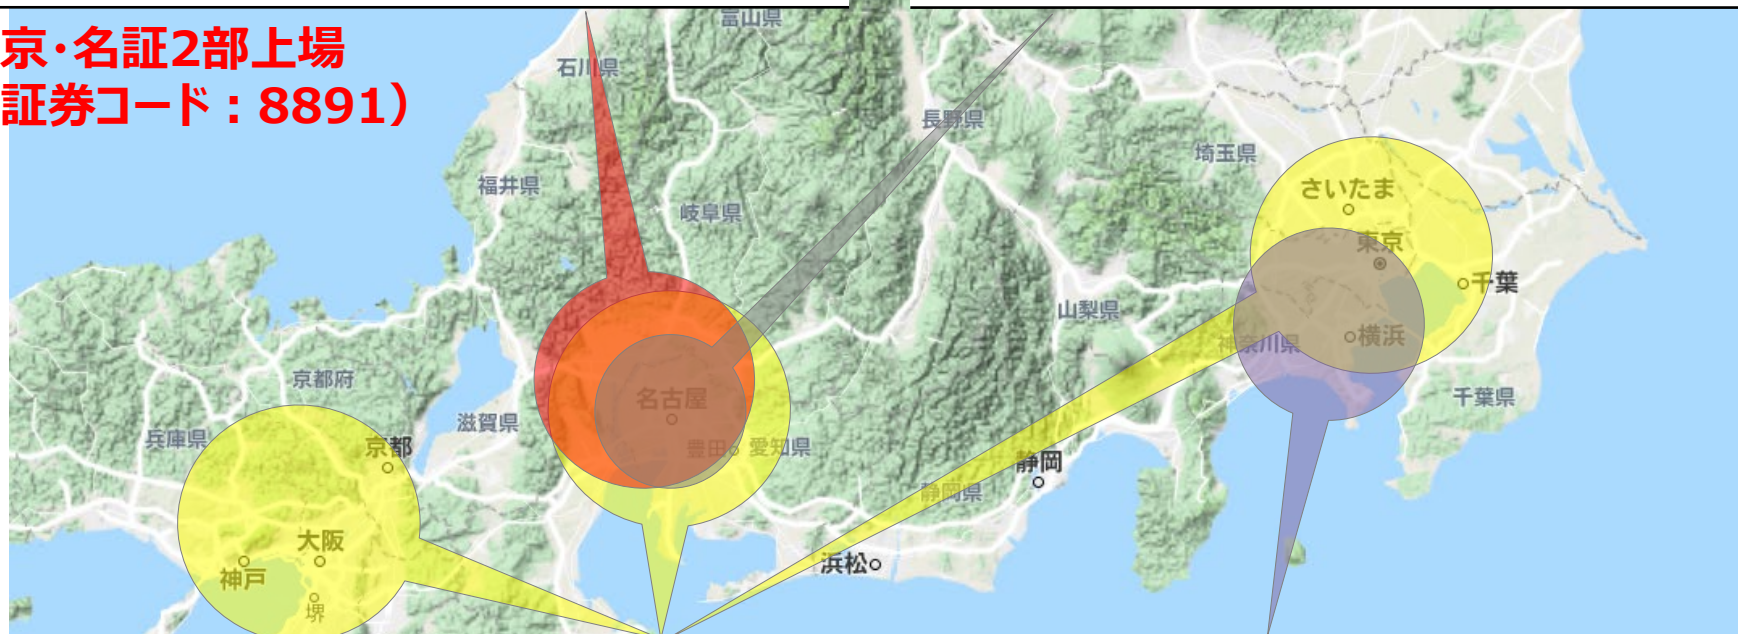 京・名証2部上場
証券コード：8891）
富山県
石川県
長野県
埼玉県
福井県
さいたま
岐阜県
東京
千葉
山梨県
横浜
神奈川県
京都府
千葉県
名古屋
滋賀県
兵庫県
京都
豊田
愛知県
静岡
静岡県
大阪
浜松
神戸
堺